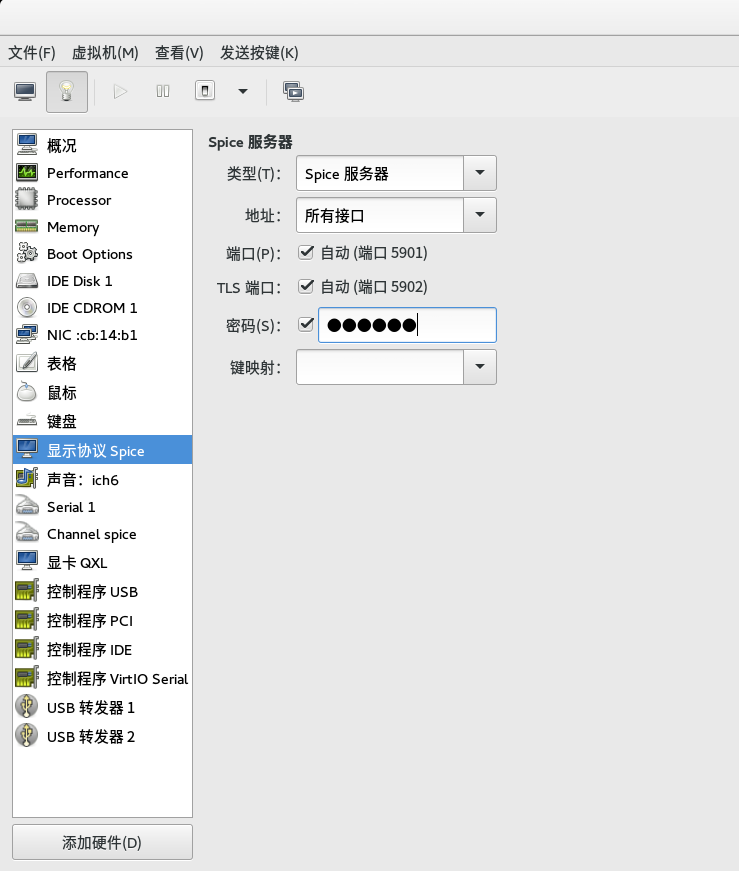 文件(F) 虚拟机(M) 查看(V) 发送按键(K)
概况
Performance
Processor
Memory
Boot Options
IDE Disk 1
IDE CDROM 1
NIC :cb:14:b1
表格
鼠标
键盘
显示协议 Spice
声音：ich6
Serial 1
Channel spice
显卡 QXL
控制程序 USB
控制程序 PCI
控制程序 IDE
控制程序 VirtIO Serial
USB 转发器 1
USB 转发器 2
添加硬件(D)
Spice 服务器
类型(T)： Spice 服务器
地址： 所有接口
端口(P)： 自动 (端口 5901)
TLS 端口： 自动 (端口 5902)
密码(S)： ●●●●●●
键映射：